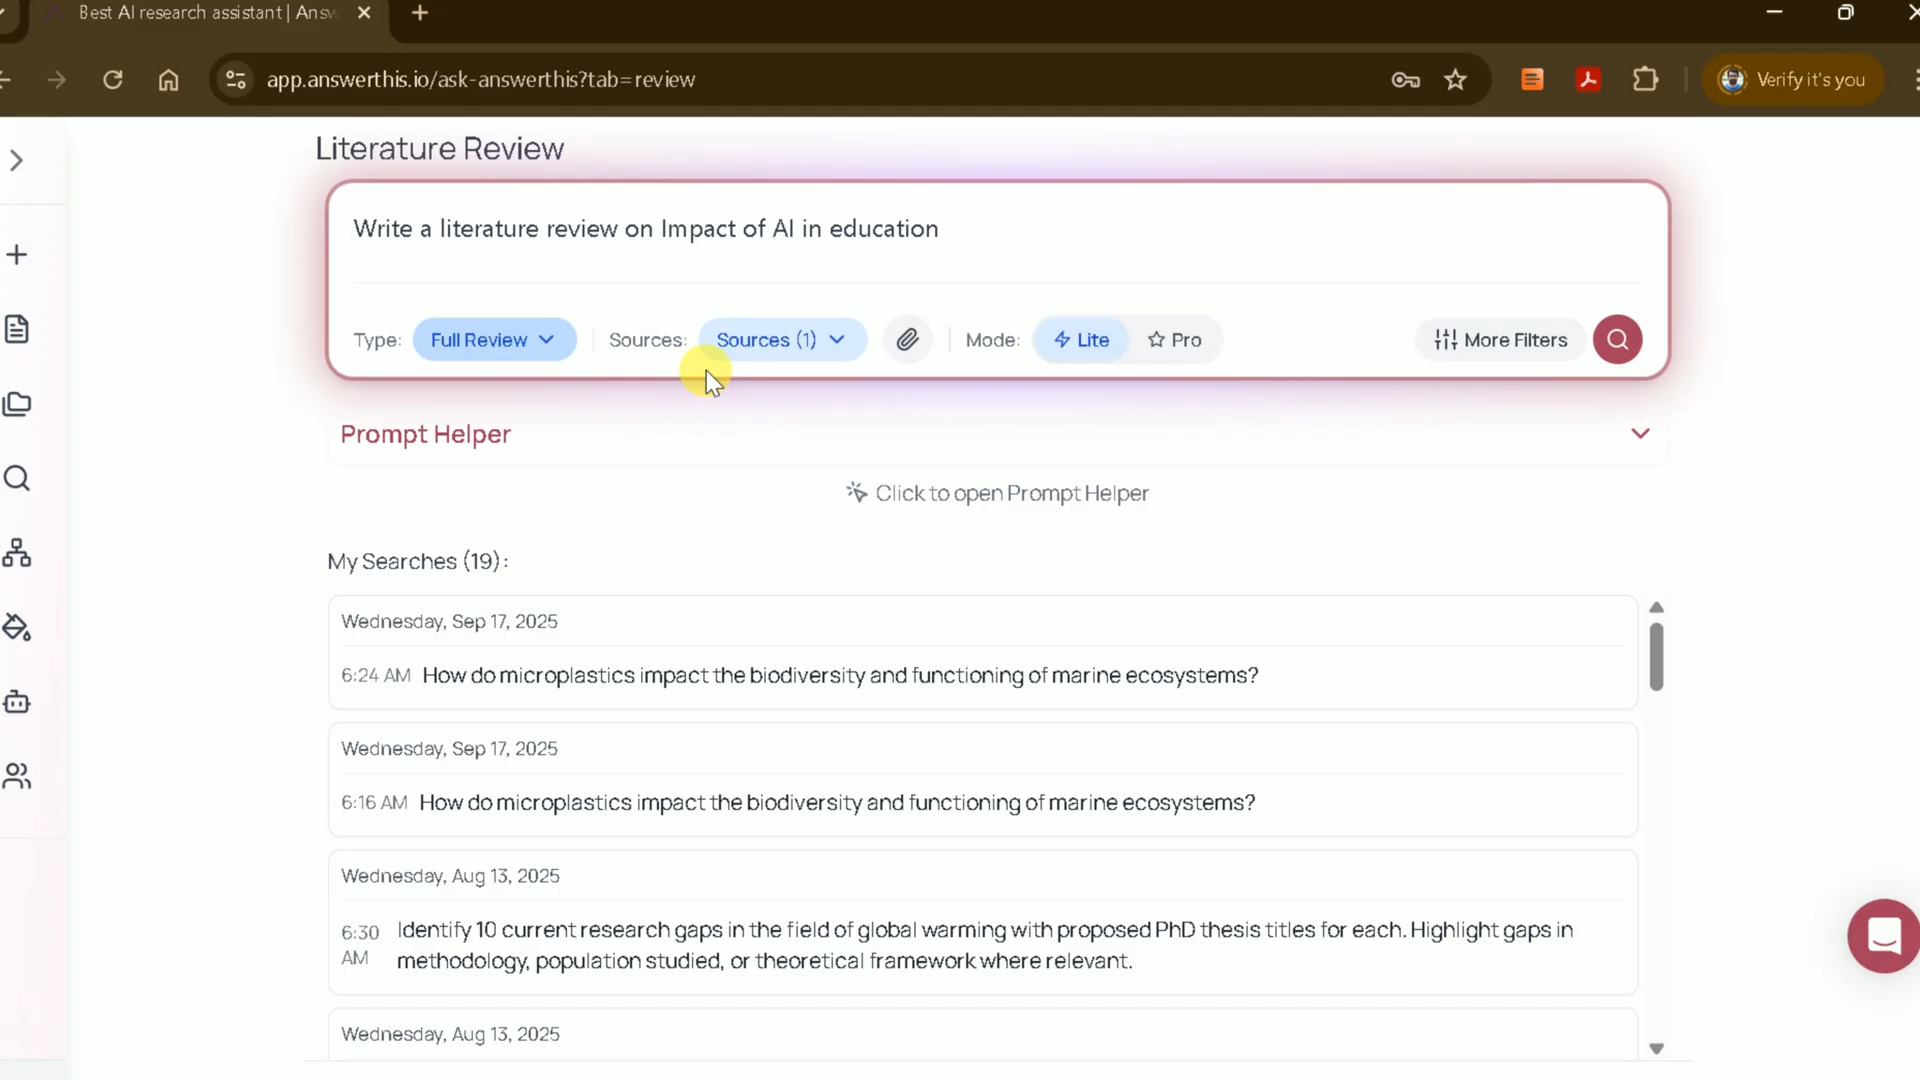 Best AI research assistant | Answ
app.answerthis.io/ask-answerthis?tab=review
Verify it's you
Literature Review
Write a literature review on Impact of AI in education
Type: Full Review Sources: Sources (1) Mode: Lite Pro More Filters
Prompt Helper
Click to open Prompt Helper
My Searches (19):
Wednesday, Sep 17, 2025
6:24 AM How do microplastics impact the biodiversity and functioning of marine ecosystems?
Wednesday, Sep 17, 2025
6:16 AM How do microplastics impact the biodiversity and functioning of marine ecosystems?
Wednesday, Aug 13, 2025
6:30 AM Identify 10 current research gaps in the field of global warming with proposed PhD thesis titles for each. Highlight gaps in
methodology, population studied, or theoretical framework where relevant.
Wednesday, Aug 13, 2025